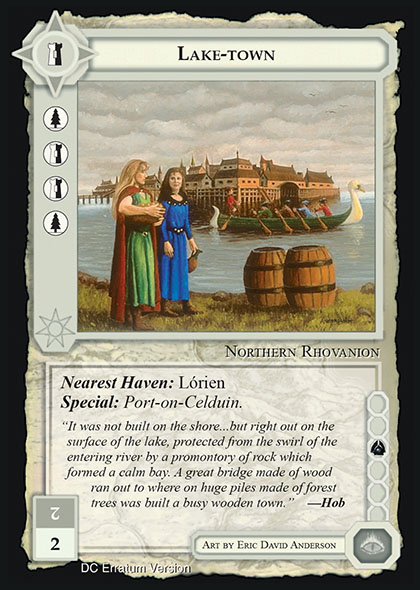 Lake-town
Northern Rhovanion
Nearest Haven: Lórien
Special: Port-on-Celduin.
“It was not built on the shore...but right out on the
surface of the lake, protected from the swirl of the
entering river by a promontory of rock which
formed a calm bay. A great bridge made of wood
ran out to where on huge piles made of forest
trees was built a busy wooden town.” —Hob
2
2
Art by Eric David Anderson
DC Erratum Version